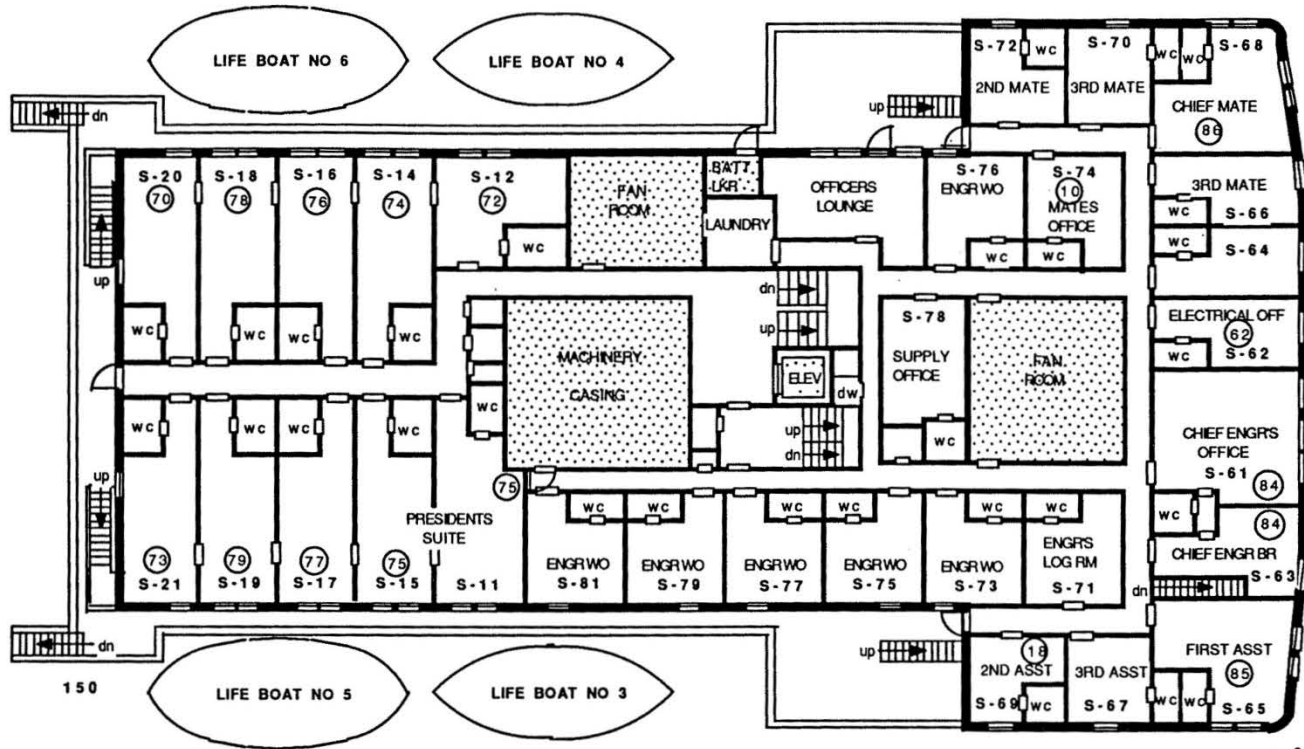 LIFE BOAT NO 6
LIFE BOAT NO 4
S-72
WC
2ND MATE
S-70
3RD MATE
WC
WC
S-68
CHIEF MATE
86
dn
up
S-20
70
S-18
78
S-16
76
S-14
74
S-12
72
WC
FAN
ROOM
BATT
LKR
LAUNDRY
OFFICERS
LOUNGE
S-76
ENGR WO
WC
S-74
10
MATES
OFFICE
WC
3RD MATE
WC
S-66
WC
S-64
up
WC
WC
WC
WC
MACHINERY
CASING
dn
up
ELEV
dw
S-78
SUPPLY
OFFICE
WC
FAN
ROOM
ELECTRICAL OFF
62
WC
S-62
WC
up
dn
WC
WC
WC
WC
up
CHIEF ENGR'S
OFFICE
S-61
84
75
PRESIDENTS
SUITE
WC
WC
WC
WC
WC
WC
WC
84
CHIEF ENGR BR
S-63
73
S-21
79
S-19
77
S-17
75
S-15
S-11
ENGR WO
S-81
ENGR WO
S-79
ENGR WO
S-77
ENGR WO
S-75
ENGR WO
S-73
ENGR'S
LOG RM
S-71
dn
dn
150
LIFE BOAT NO 5
LIFE BOAT NO 3
up
18
2ND ASST
S-69
WC
3RD ASST
S-67
WC
WC
FIRST ASST
85
S-65